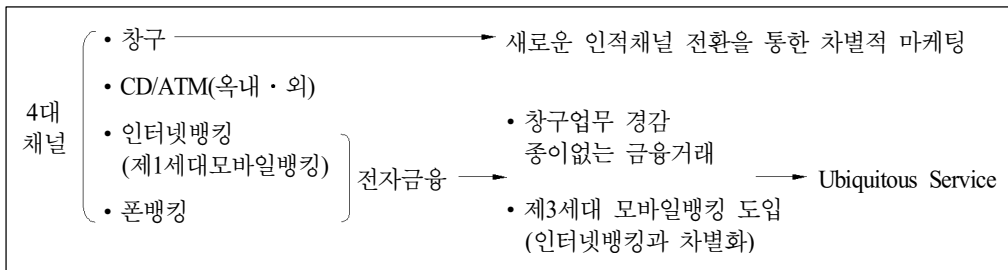 4대
채널
• 창구
새로운 인적채널 전환을 통한 차별적 마케팅
• CD/ATM(옥내 · 외)
• 인터넷뱅킹
(제1세대모바일뱅킹)
• 폰뱅킹
전자금융
• 창구업무 경감
종이없는 금융거래
• 제3세대 모바일뱅킹 도입
(인터넷뱅킹과 차별화)
Ubiquitous Service